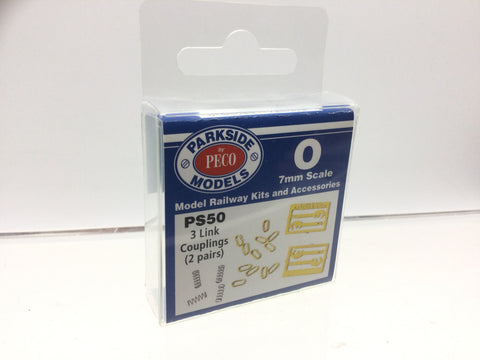 PARKSIDE
by
PECO
MODELS
O
7mm Scale
Model Railway Kits and Accessories
PS50
3 Link
Couplings
(2 pairs)